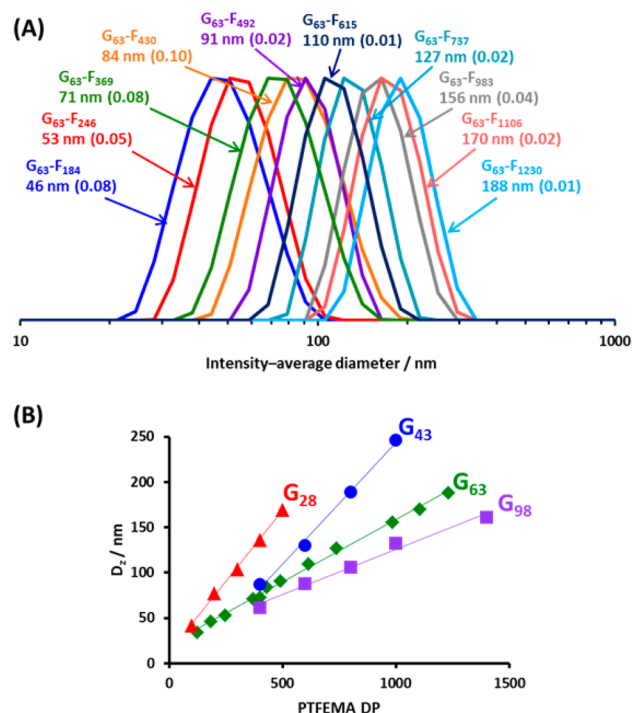 (A)
G63-F492
91 nm (0.02)
G63-F615
110 nm (0.01)
G63-F430
84 nm (0.10)
G63-F737
127 nm (0.02)
G63-F369
71 nm (0.08)
G63-F983
156 nm (0.04)
G63-F246
53 nm (0.05)
G63-F1106
170 nm (0.02)
G63-F184
46 nm (0.08)
G63-F1230
188 nm (0.01)
10 100 1000
Intensity–average diameter / nm
(B)
250
200
150
100
50
0
Dz / nm
G28
G43
G63
G98
0 500 1000 1500
PTFEMA DP